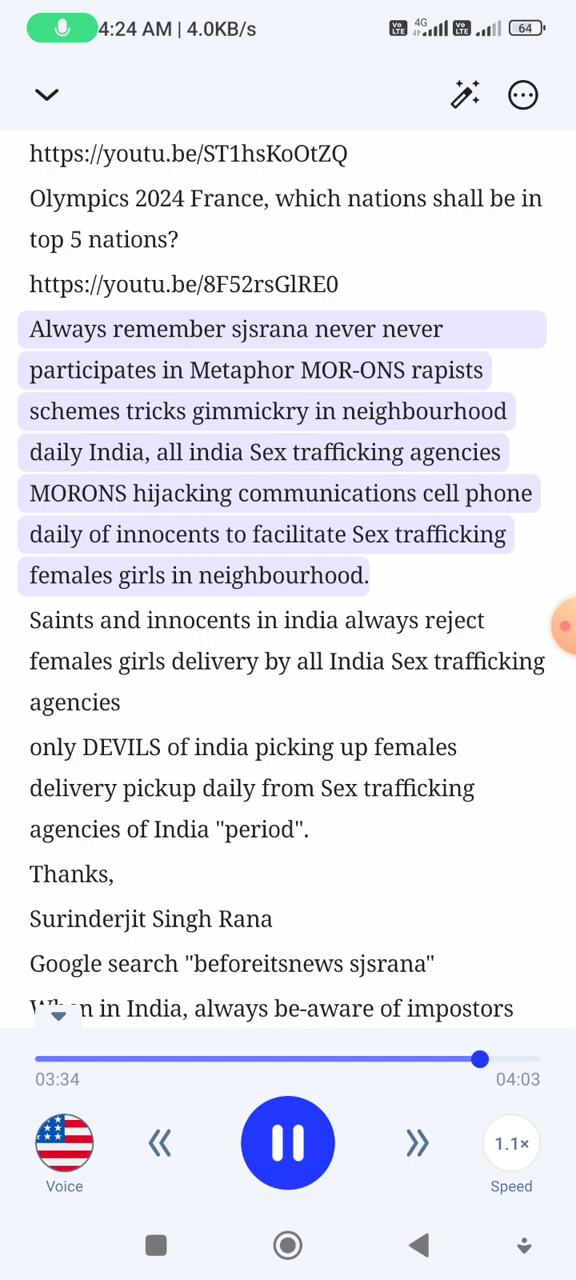 4:24 AM | 4.0KB/s
Vo LTE 4G Vo LTE 64
https://youtu.be/ST1hsKoOtZQ
Olympics 2024 France, which nations shall be in
top 5 nations?
https://youtu.be/8F52rsGlRE0
Always remember sjsrana never never
participates in Metaphor MOR-ONS rapists
schemes tricks gimmickry in neighbourhood
daily India, all india Sex trafficking agencies
MORONS hijacking communications cell phone
daily of innocents to facilitate Sex trafficking
females girls in neighbourhood.
Saints and innocents in india always reject
females girls delivery by all India Sex trafficking
agencies
only DEVILS of india picking up females
delivery pickup daily from Sex trafficking
agencies of India "period".
Thanks,
Surinderjit Singh Rana
Google search "beforeitsnews sjsrana"
When in India, always be-aware of impostors
03:34 04:03
1.1×
Voice Speed